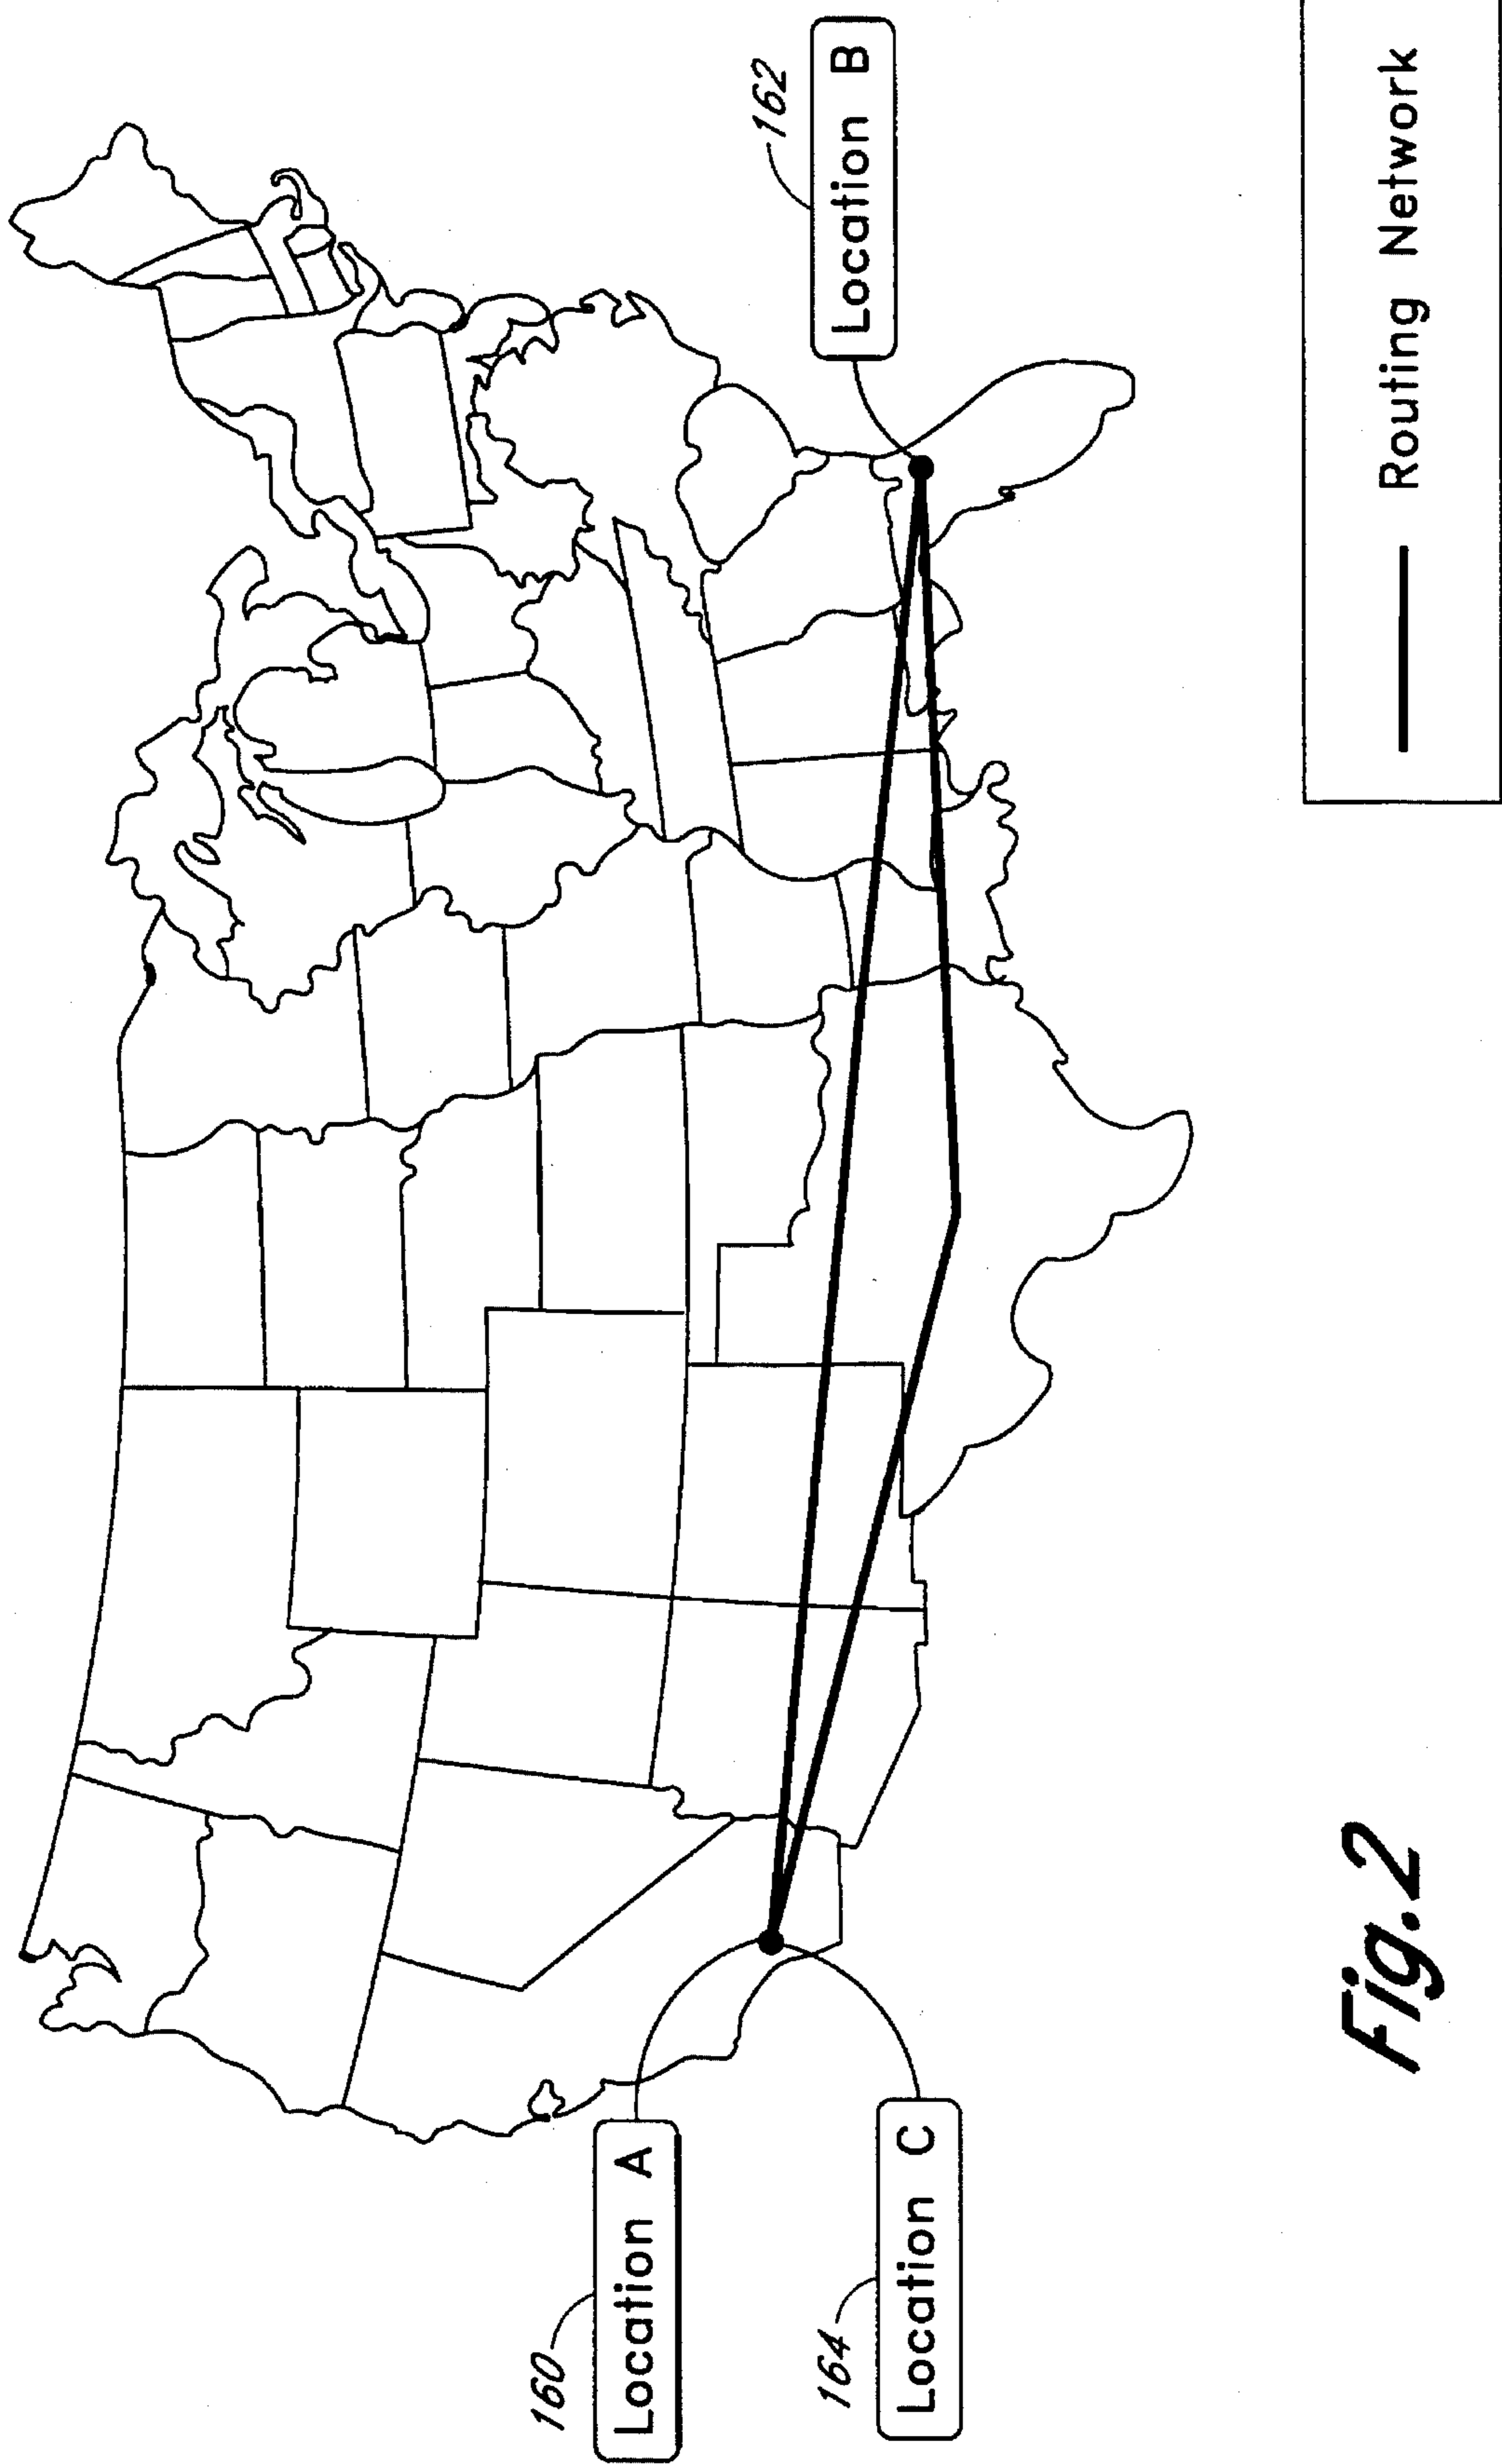 162
Location B
160
Location A
164
Location C
Routing Network
Fig.2